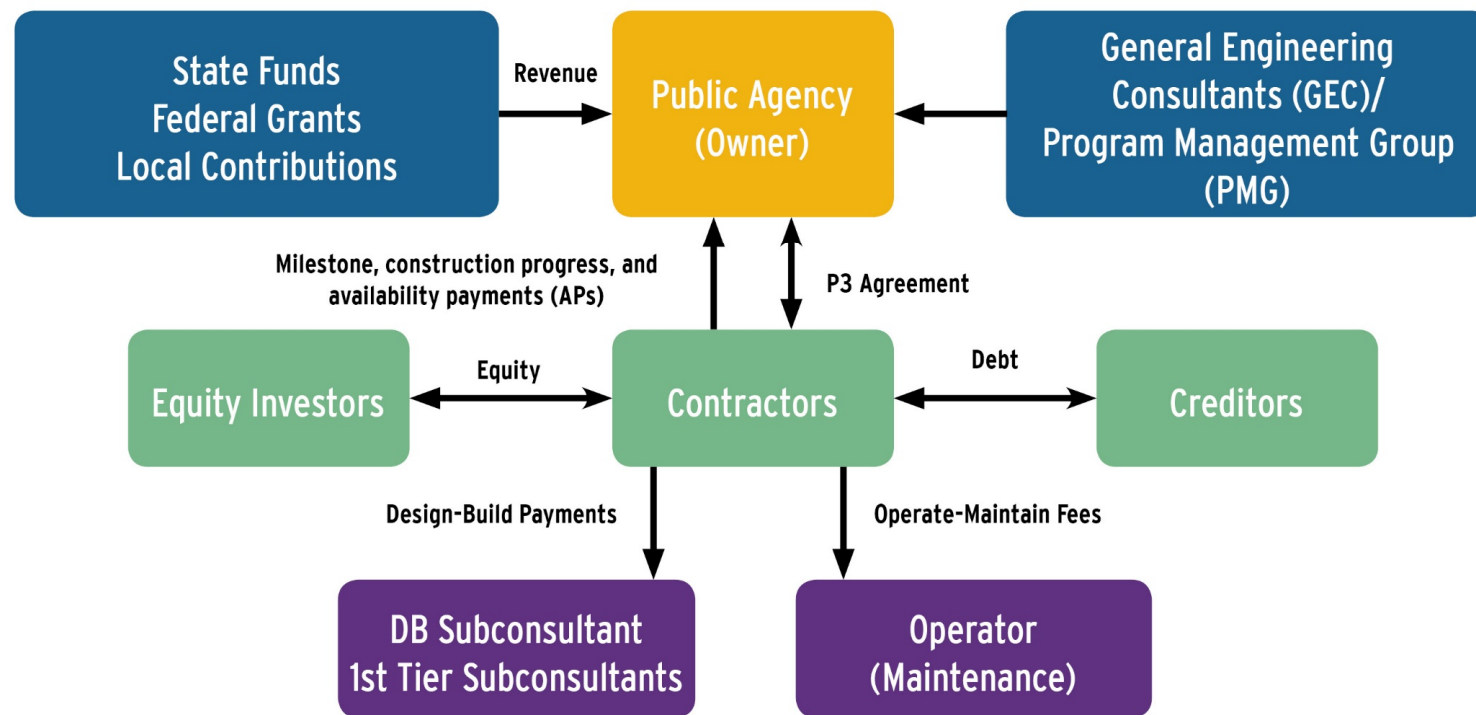 State Funds
Federal Grants
Local Contributions
Revenue
Public Agency
(Owner)
General Engineering
Consultants (GEC)/
Program Management Group
(PMG)
Milestone, construction progress, and
availability payments (APs)
P3 Agreement
Equity Investors
Equity
Contractors
Debt
Creditors
Design-Build Payments
Operate-Maintain Fees
DB Subconsultant
1st Tier Subconsultants
Operator
(Maintenance)